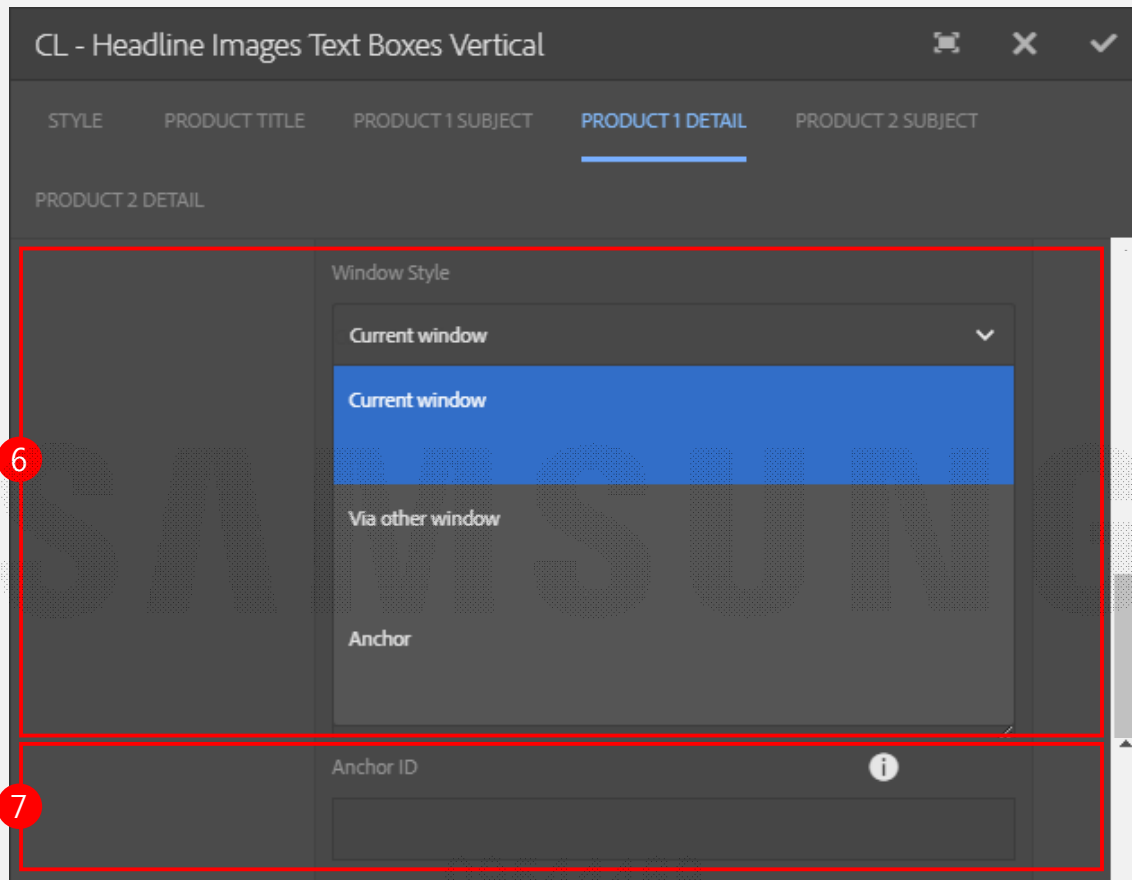 CL - Headline Images Text Boxes Vertical
STYLE PRODUCT TITLE PRODUCT 1 SUBJECT PRODUCT 1 DETAIL PRODUCT 2 SUBJECT
PRODUCT 2 DETAIL
Window Style
Current window
Current window
6
SAMSUNG
Via other window
Anchor
Anchor ID
i
7